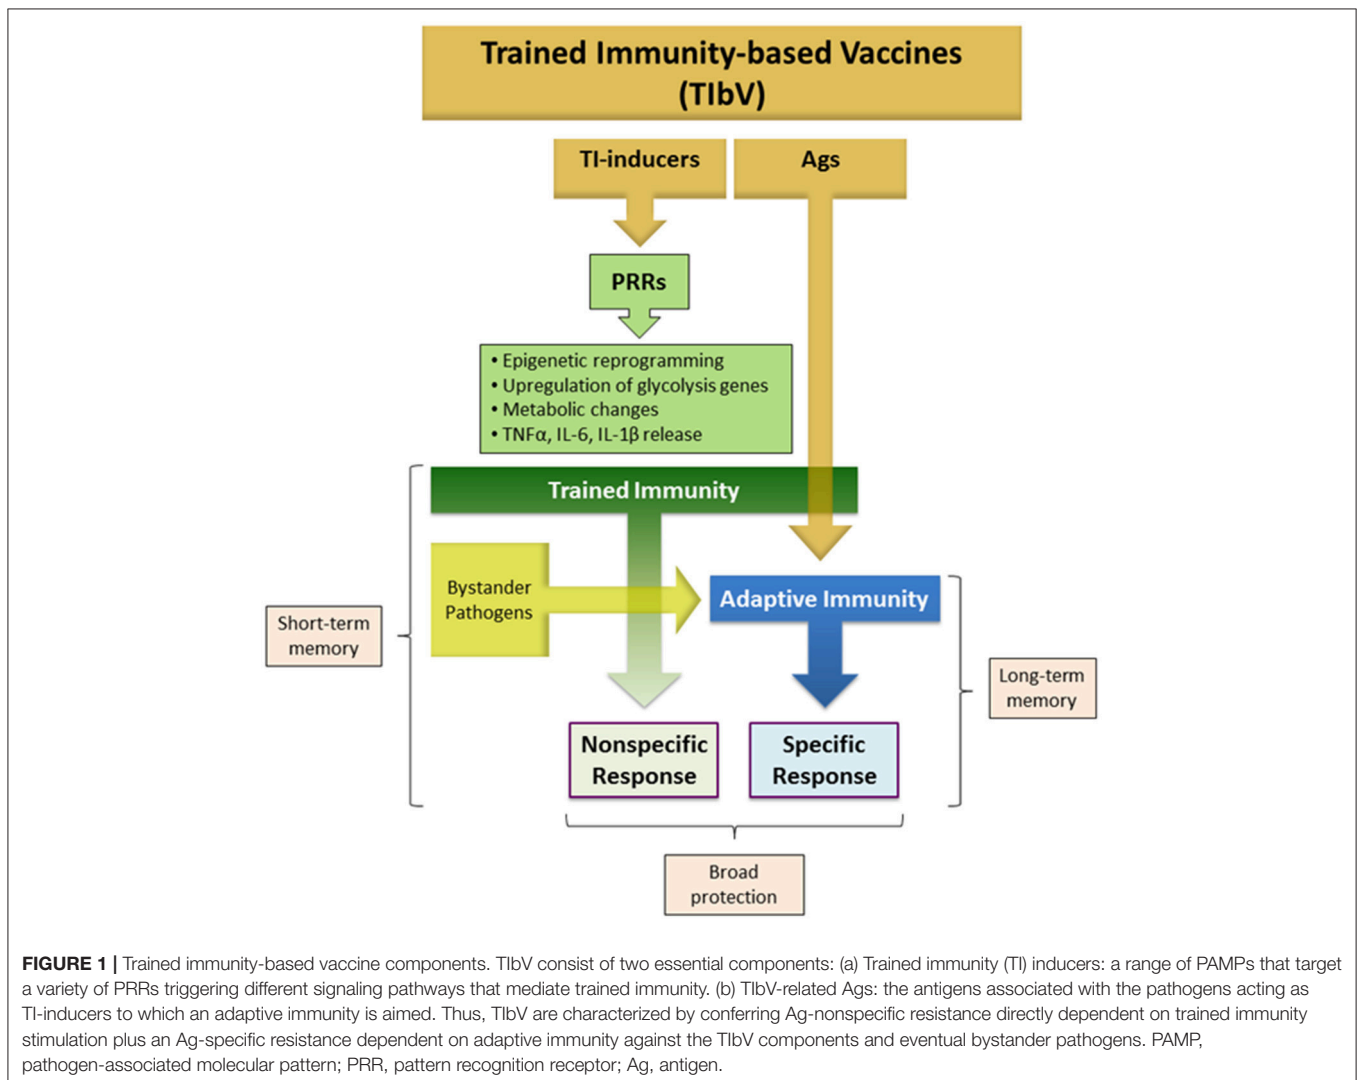 Trained Immunity-based Vaccines
(TIbV)
TI-inducers
Ags
PRRs
• Epigenetic reprogramming
• Upregulation of glycolysis genes
• Metabolic changes
• TNFα, IL-6, IL-1β release
Trained Immunity
Bystander
Pathogens
Adaptive Immunity
Short-term
memory
Long-term
memory
Nonspecific
Response
Specific
Response
Broad
protection
FIGURE 1 | Trained immunity-based vaccine components. TIbV consist of two essential components: (a) Trained immunity (TI) inducers: a range of PAMPs that target
a variety of PRRs triggering different signaling pathways that mediate trained immunity. (b) TIbV-related Ags: the antigens associated with the pathogens acting as
TI-inducers to which an adaptive immunity is aimed. Thus, TIbV are characterized by conferring Ag-nonspecific resistance directly dependent on trained immunity
stimulation plus an Ag-specific resistance dependent on adaptive immunity against the TIbV components and eventual bystander pathogens. PAMP,
pathogen-associated molecular pattern; PRR, pattern recognition receptor; Ag, antigen.